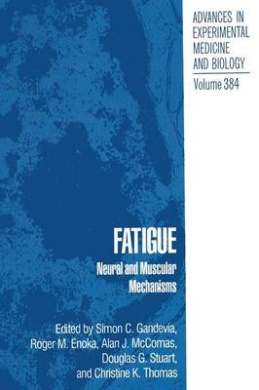 ADVANCES IN
EXPERIMENTAL
MEDICINE
AND BIOLOGY
Volume 384
FATIGUE
Neural and Muscular
Mechanisms
Edited by Simon C. Gandevia,
Roger M. Enoka, Alan J. McComas,
Douglas G. Stuart,
and Christine K. Thomas